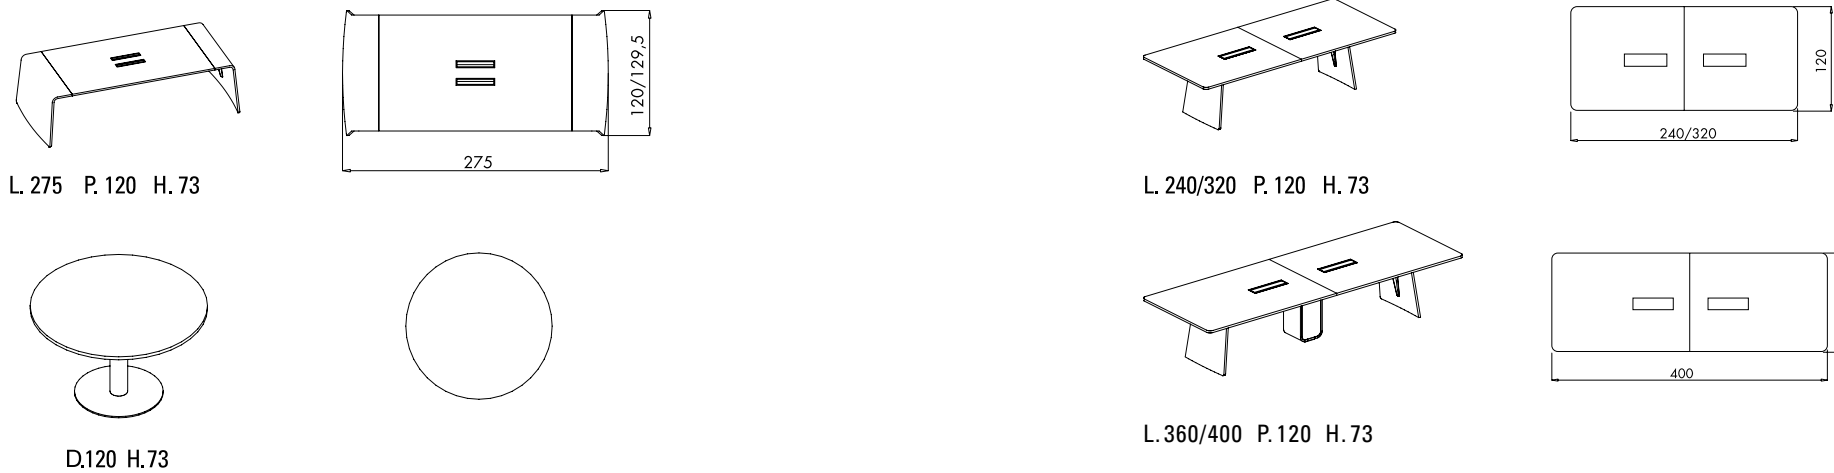 120/129,5
275
L. 275 P. 120 H. 73
D.120 H.73
120
240/320
L. 240/320 P. 120 H. 73
400
L. 360/400 P. 120 H. 73